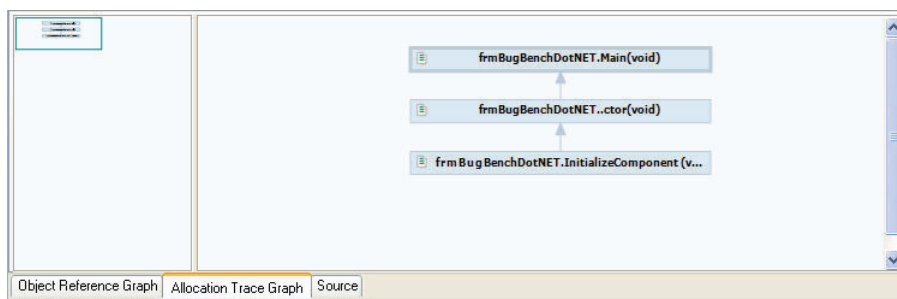 frmBugBenchDotNET.Main(void)
frmBugBenchDotNET..ctor(void)
frmBugBenchDotNET.InitializeComponent (v...
Object Reference Graph
Allocation Trace Graph
Source